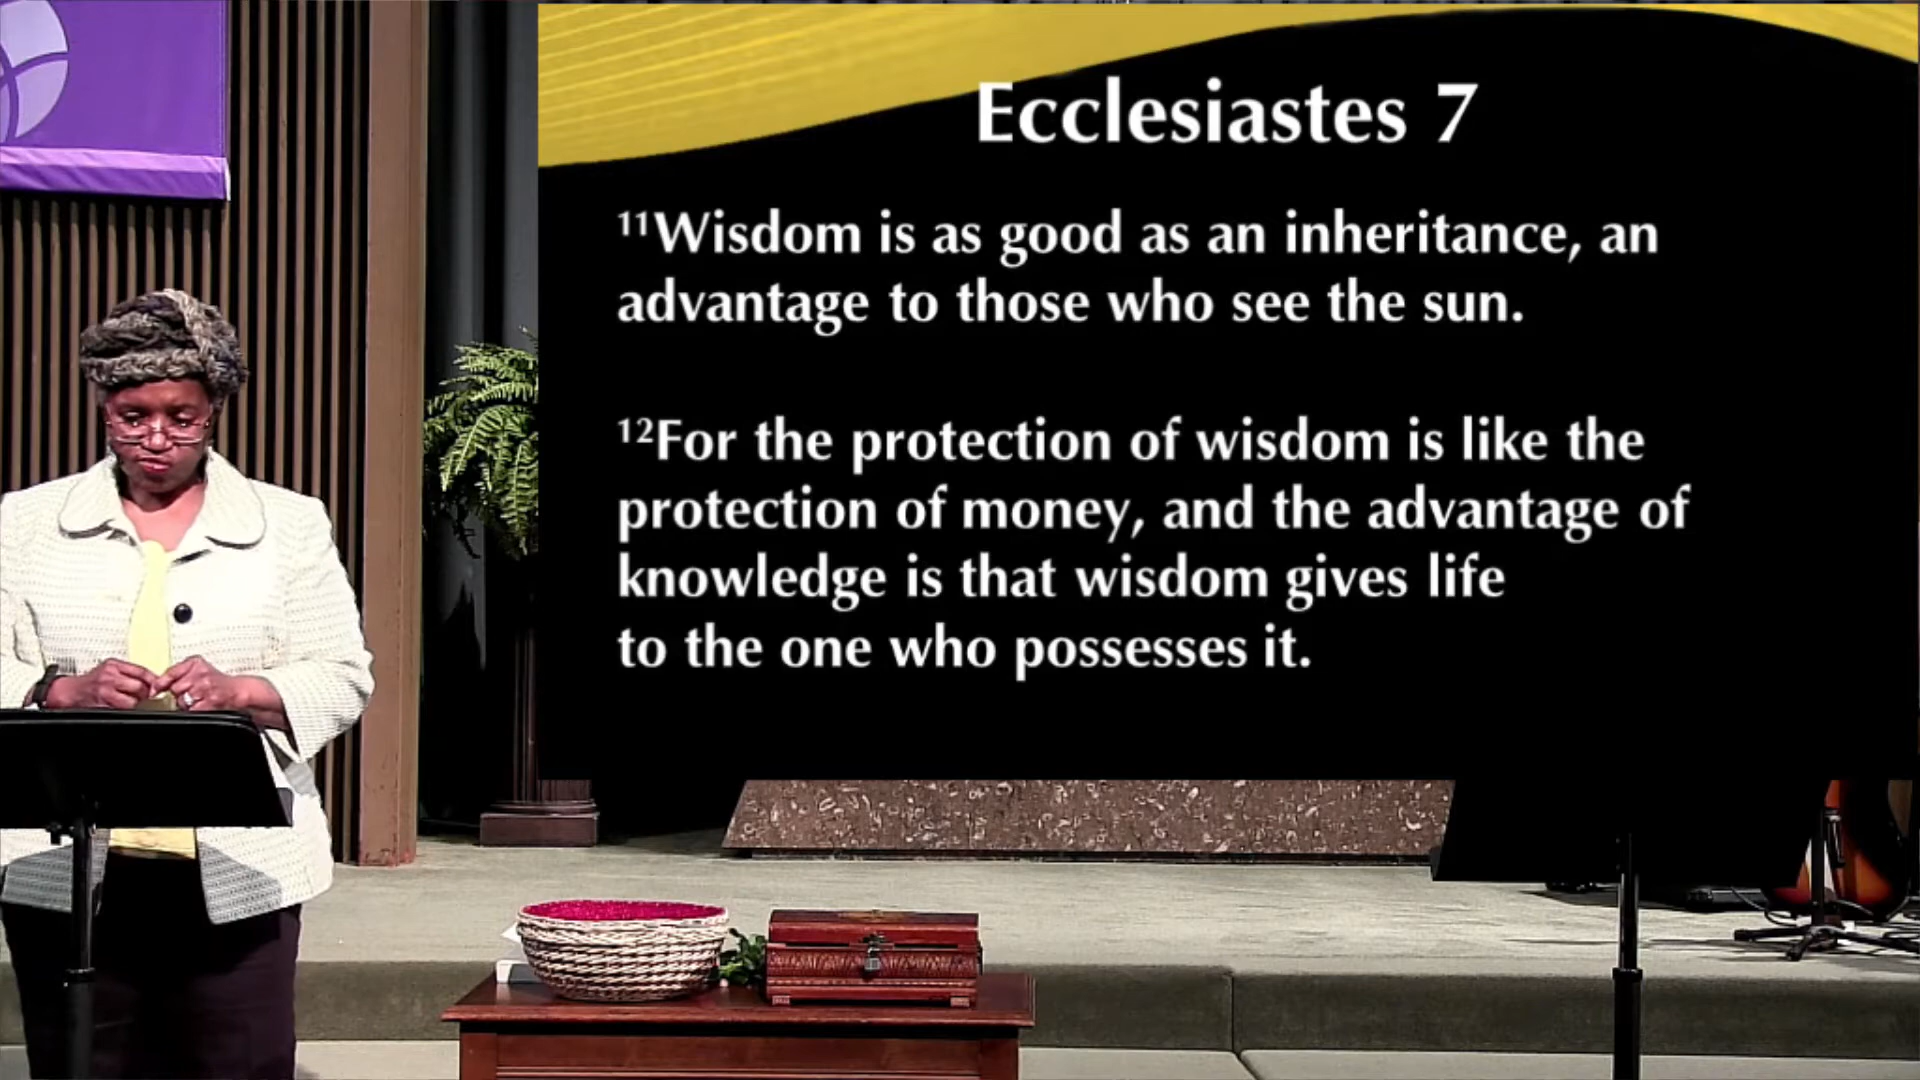 Ecclesiastes 7
¹¹Wisdom is as good as an inheritance, an
advantage to those who see the sun.
¹²For the protection of wisdom is like the
protection of money, and the advantage of
knowledge is that wisdom gives life
to the one who possesses it.